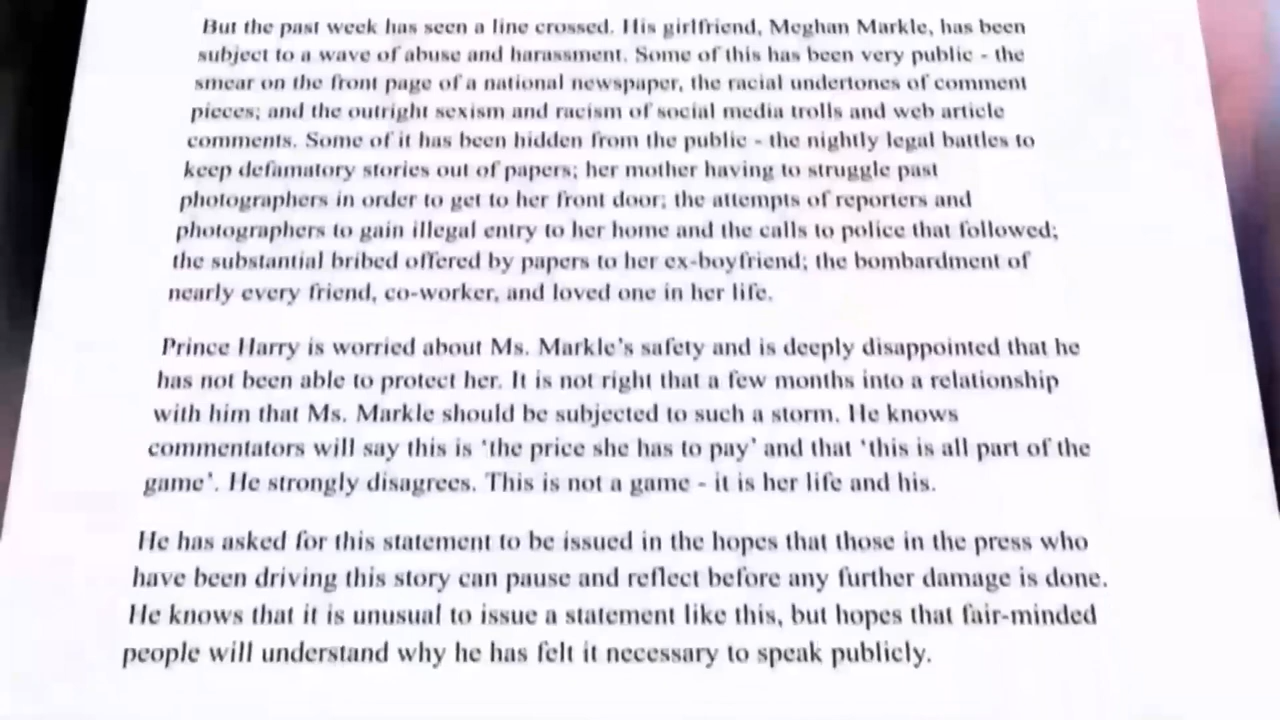 But the past week has seen a line crossed. His girlfriend, Meghan Markle, has been
subject to a wave of abuse and harassment. Some of this has been very public - the
smear on the front page of a national newspaper, the racial undertones of comment
pieces; and the outright sexism and racism of social media trolls and web article
comments. Some of it has been hidden from the public - the nightly legal battles to
keep defamatory stories out of papers; her mother having to struggle past
photographers in order to get to her front door; the attempts of reporters and
photographers to gain illegal entry to her home and the calls to police that followed;
the substantial bribed offered by papers to her ex-boyfriend; the bombardment of
nearly every friend, co-worker, and loved one in her life.
Prince Harry is worried about Ms. Markle's safety and is deeply disappointed that he
has not been able to protect her. It is not right that a few months into a relationship
with him that Ms. Markle should be subjected to such a storm. He knows
commentators will say this is 'the price she has to pay' and that 'this is all part of the
game'. He strongly disagrees. This is not a game - it is her life and his.
He has asked for this statement to be issued in the hopes that those in the press who
have been driving this story can pause and reflect before any further damage is done.
He knows that it is unusual to issue a statement like this, but hopes that fair-minded
people will understand why he has felt it necessary to speak publicly.